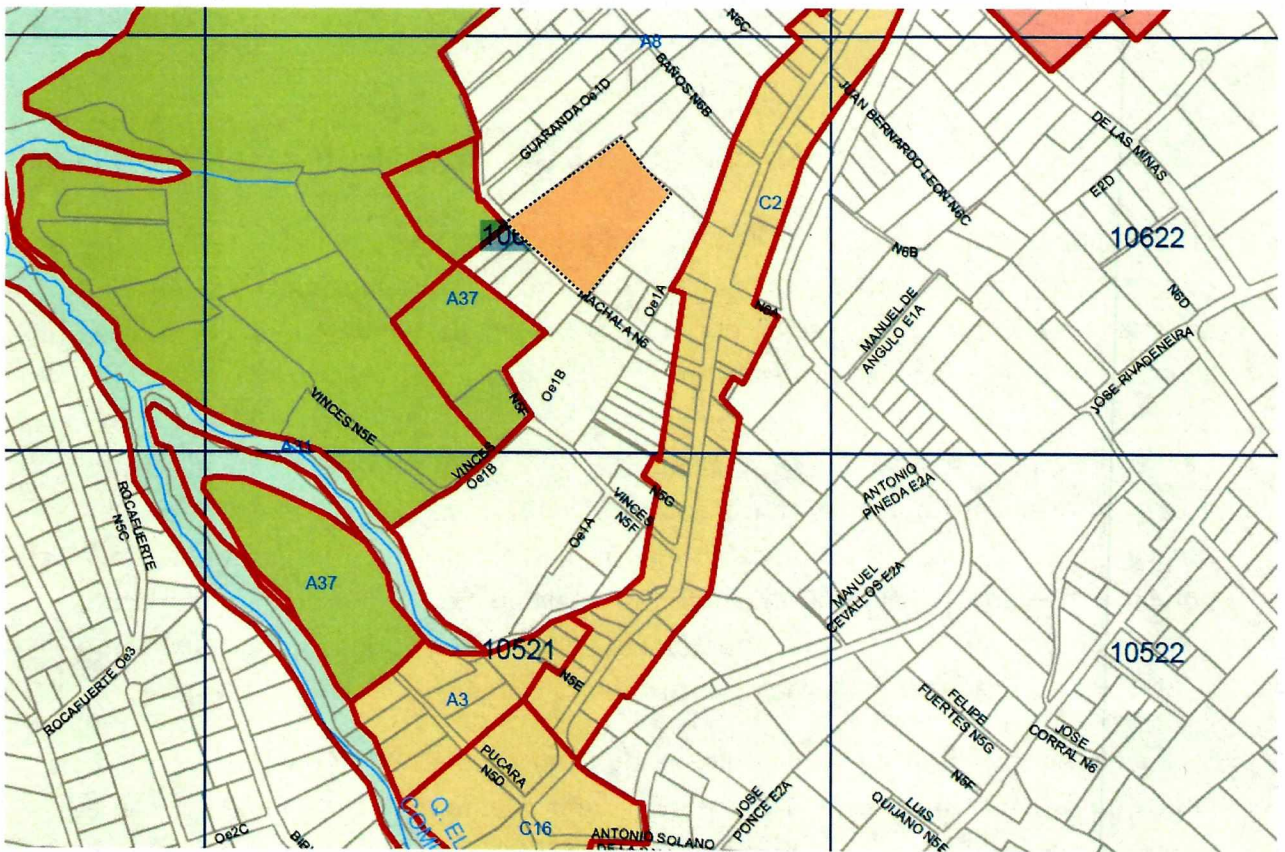 N6C
A8
BAÑOS N6B
GUARANDA Oe1D
JUAN BERNARDO LEON N6C
DE LAS MINAS
E2D
C2
10622
N6B
N6D
A37
MACHALA N6
Oe1A
N6A
MANUEL DE
ANGULO E1A
JOSE RIVADENEIRA
Oe1B
N5F
VINCES N5E
VINCES
Oe1B
ROCAFUERTE
N5C
N5G
VINCES
N5F
Oe1A
ANTONIO
PINEDA E2A
A37
MANUEL
CEVALLOS E2A
10521
10522
ROCAFUERTE Oe3
A3
N5E
FELIPE
FUERTES N5G
JOSE
CORRAL N6
PUCARA
N5D
N5F
JOSE
PONCE E2A
LUIS
QUIJANO N5E
Q. EL
C16
Oe2C
ANTONIO SOLANO